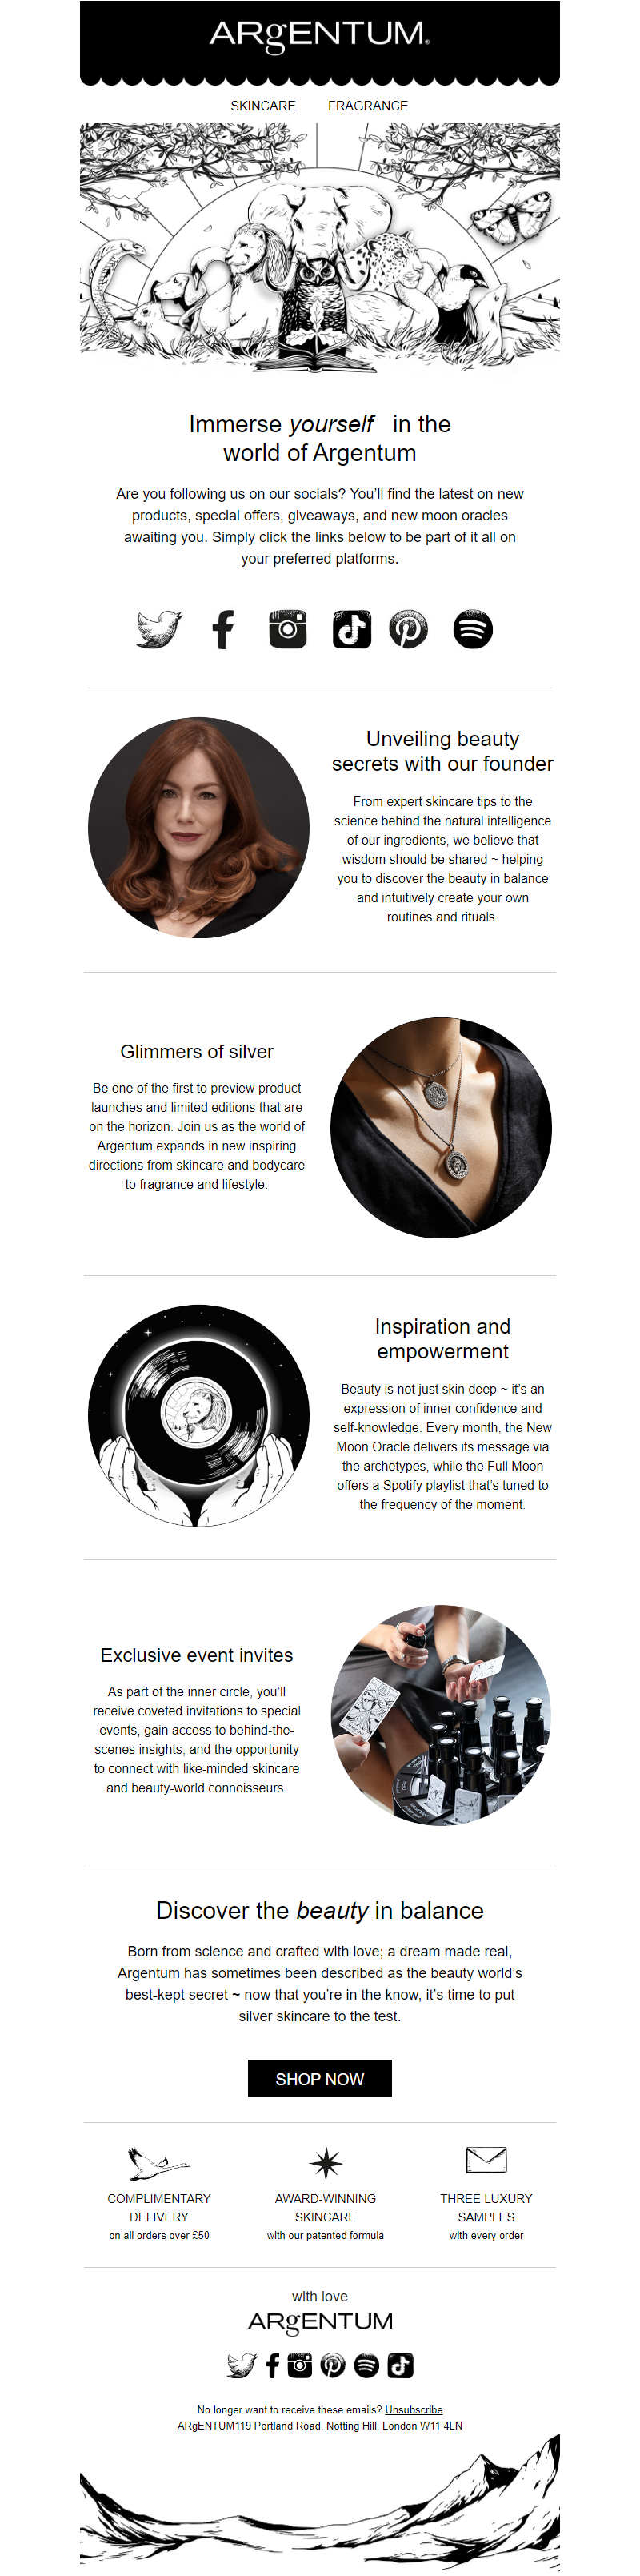 ARgENTUM®
SKINCARE FRAGRANCE
Immerse yourself in the
world of Argentum
Are you following us on our socials? You’ll find the latest on new
products, special offers, giveaways, and new moon oracles
awaiting you. Simply click the links below to be part of it all on
your preferred platforms.
Unveiling beauty
secrets with our founder
From expert skincare tips to the
science behind the natural intelligence
of our ingredients, we believe that
wisdom should be shared ~ helping
you to discover the beauty in balance
and intuitively create your own
routines and rituals.
Glimmers of silver
Be one of the first to preview product
launches and limited editions that are
on the horizon. Join us as the world of
Argentum expands in new inspiring
directions from skincare and bodycare
to fragrance and lifestyle.
Inspiration and
empowerment
Beauty is not just skin deep ~ it’s an
expression of inner confidence and
self-knowledge. Every month, the New
Moon Oracle delivers its message via
the archetypes, while the Full Moon
offers a Spotify playlist that’s tuned to
the frequency of the moment.
Exclusive event invites
As part of the inner circle, you’ll
receive coveted invitations to special
events, gain access to behind-the-
scenes insights, and the opportunity
to connect with like-minded skincare
and beauty-world connoisseurs.
Discover the beauty in balance
Born from science and crafted with love; a dream made real,
Argentum has sometimes been described as the beauty world’s
best-kept secret ~ now that you’re in the know, it’s time to put
silver skincare to the test.
SHOP NOW
COMPLIMENTARY
DELIVERY
on all orders over £50
AWARD-WINNING
SKINCARE
with our patented formula
THREE LUXURY
SAMPLES
with every order
with love
ARgENTUM
No longer want to receive these emails? Unsubscribe
ARgENTUM119 Portland Road, Notting Hill, London W11 4LN